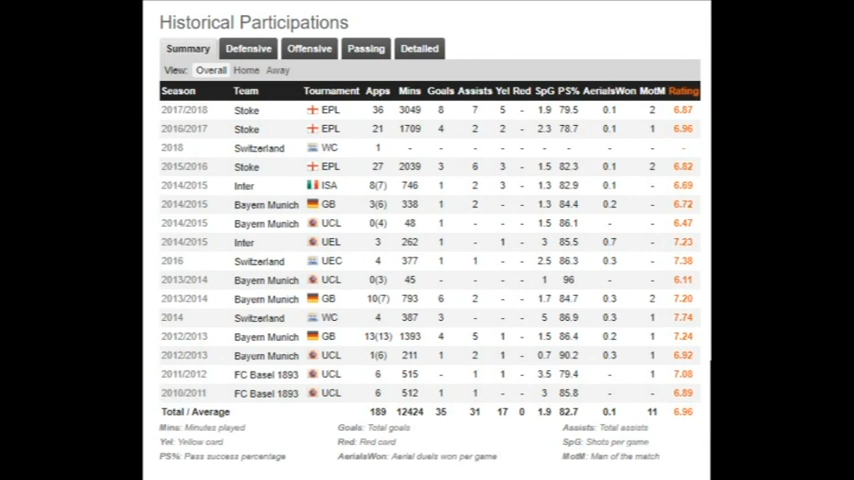 Historical Participations
Summary Defensive Offensive Passing Detailed
View: Overall Home Away
Season Team Tournament Apps Mins Goals Assists Yel Red SpG PS% AerialsWon MotM Rating
2017/2018 Stoke EPL 36 3049 8 7 5 - 1.9 79.5 0.1 2 6.87
2016/2017 Stoke EPL 21 1709 4 2 2 - 2.3 78.7 0.1 1 6.96
2018 Switzerland WC 1 - - - - - - - - - -
2015/2016 Stoke EPL 27 2039 3 6 3 - 1.5 82.3 0.1 2 6.82
2014/2015 Inter ISA 8(7) 746 1 2 3 - 1.3 82.9 0.1 - 6.69
2014/2015 Bayern Munich GB 3(6) 338 1 2 - - 1.3 84.4 0.2 - 6.72
2014/2015 Bayern Munich UCL 0(4) 48 1 - - - 1.5 86.1 - - 6.47
2014/2015 Inter UEL 3 262 1 - 1 - 3 85.5 0.7 - 7.23
2016 Switzerland UEC 4 377 1 1 - - 2.5 86.3 0.3 - 7.38
2013/2014 Bayern Munich UCL 0(3) 45 - - - - 1 96 - - 6.11
2013/2014 Bayern Munich GB 10(7) 793 6 2 - - 1.7 84.7 0.3 2 7.20
2014 Switzerland WC 4 387 3 - - - 5 86.9 0.3 1 7.74
2012/2013 Bayern Munich GB 13(13) 1393 4 5 1 - 1.5 86.4 0.2 1 7.24
2012/2013 Bayern Munich UCL 1(6) 211 1 2 1 - 0.7 90.2 0.3 1 6.92
2011/2012 FC Basel 1893 UCL 6 515 - 1 1 - 3.5 79.4 - 1 7.08
2010/2011 FC Basel 1893 UCL 6 512 1 1 - - 3 85.8 - - 6.89
Total / Average 189 12424 35 31 17 0 1.9 82.7 0.1 11 6.96
Mins: Minutes played Goals: Total goals Assists: Total assists
Yel: Yellow card Red: Red card SpG: Shots per game
PS%: Pass success percentage AerialsWon: Aerial duels won per game MotM: Man of the match